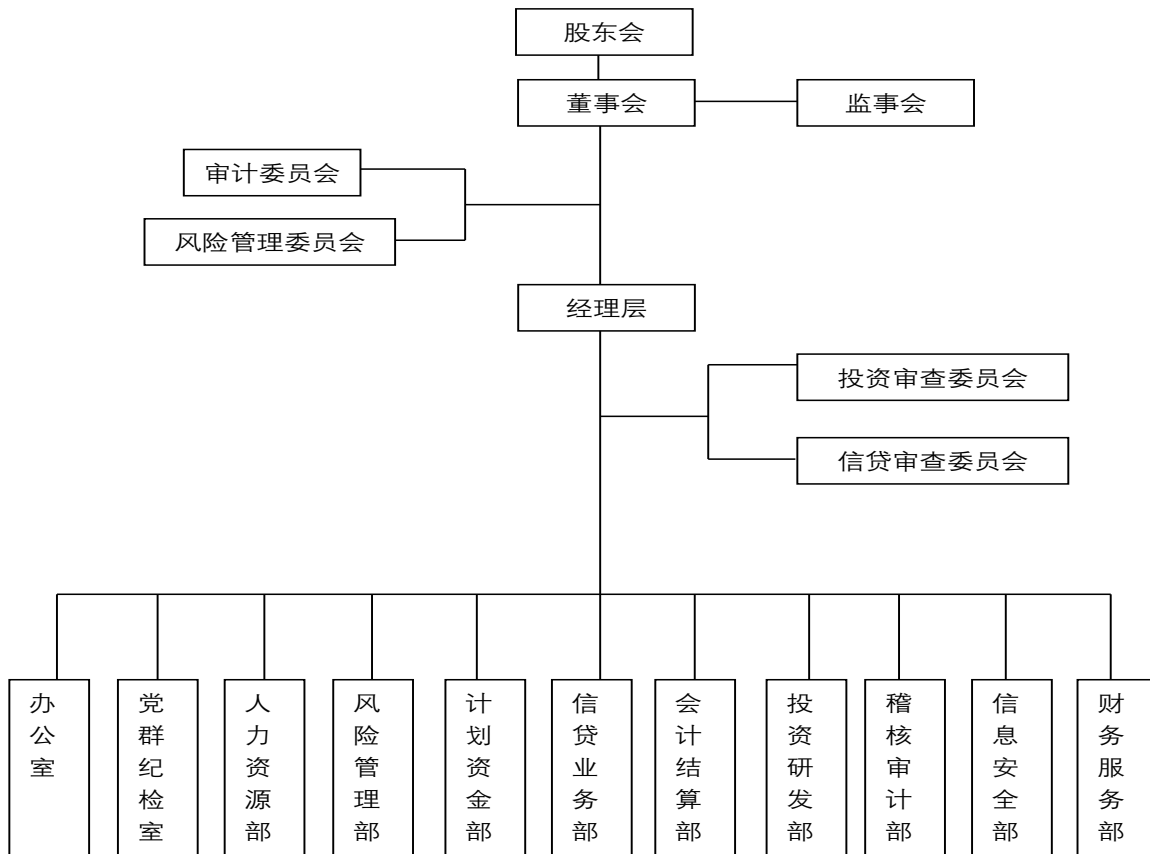 股东会
董事会
监事会
审计委员会
风险管理委员会
经理层
投资审查委员会
信贷审查委员会
办公室
党群纪检室
人力资源部
风险管理部
计划资金部
信贷业务部
会计结算部
投资研发部
稽核审计部
信息安全部
财务服务部